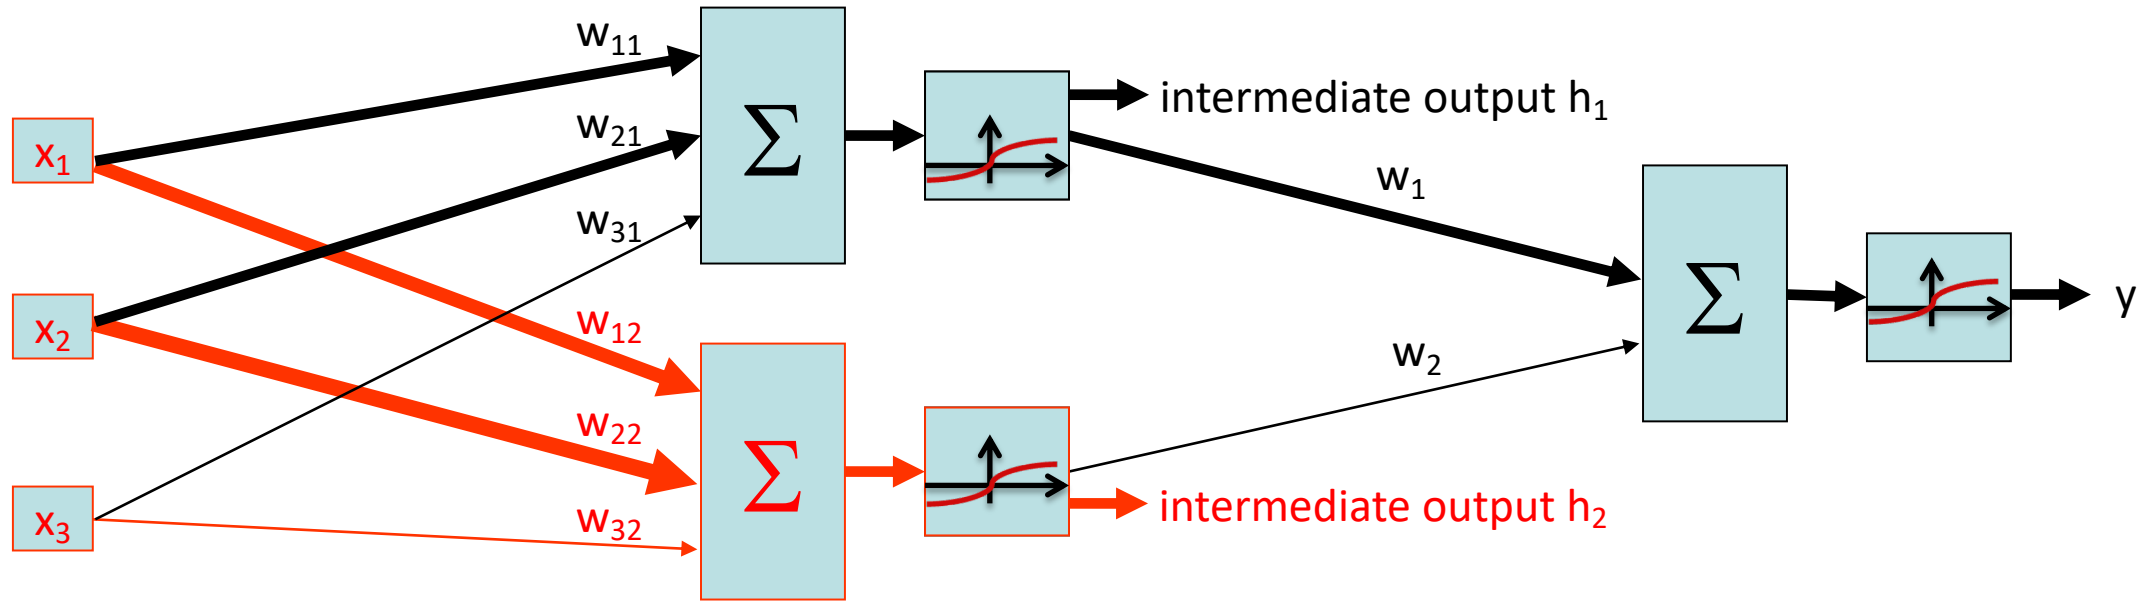 w₁₁
x₁
w₂₁
Σ
intermediate output h₁
w₃₁
w₁
x₂
w₁₂
Σ
y
w₂
w₂₂
x₃
w₃₂
Σ
intermediate output h₂